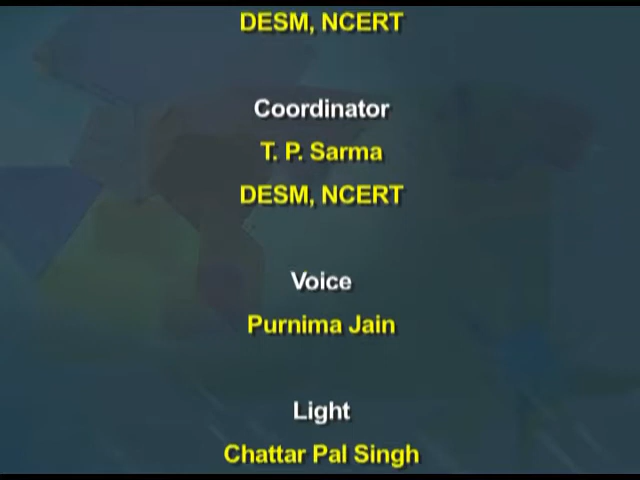 DESM, NCERT
Coordinator
T. P. Sarma
DESM, NCERT
Voice
Purnima Jain
Light
Chattar Pal Singh